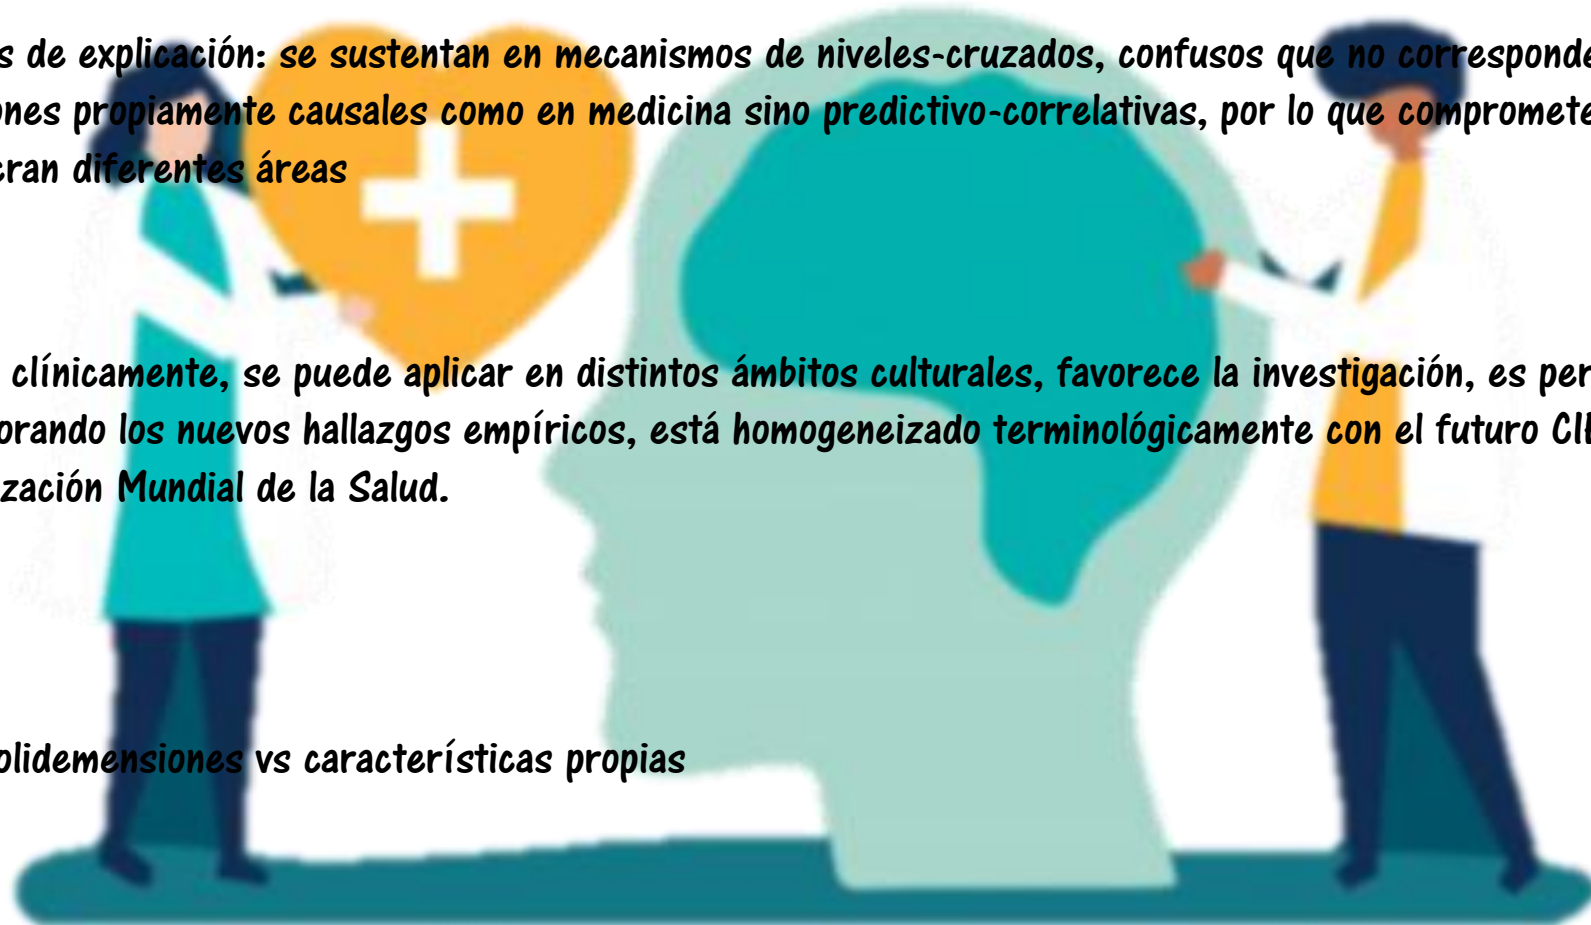 s de explicación: se sustentan en mecanismos de niveles-cruzados, confusos que no corresponde
ones propiamente causales como en medicina sino predictivo-correlativas, por lo que compromete
cran diferentes áreas
clínicamente, se puede aplicar en distintos ámbitos culturales, favorece la investigación, es per
orando los nuevos hallazgos empíricos, está homogeneizado terminológicamente con el futuro CIE
zación Mundial de la Salud.
olidemensiones vs características propias